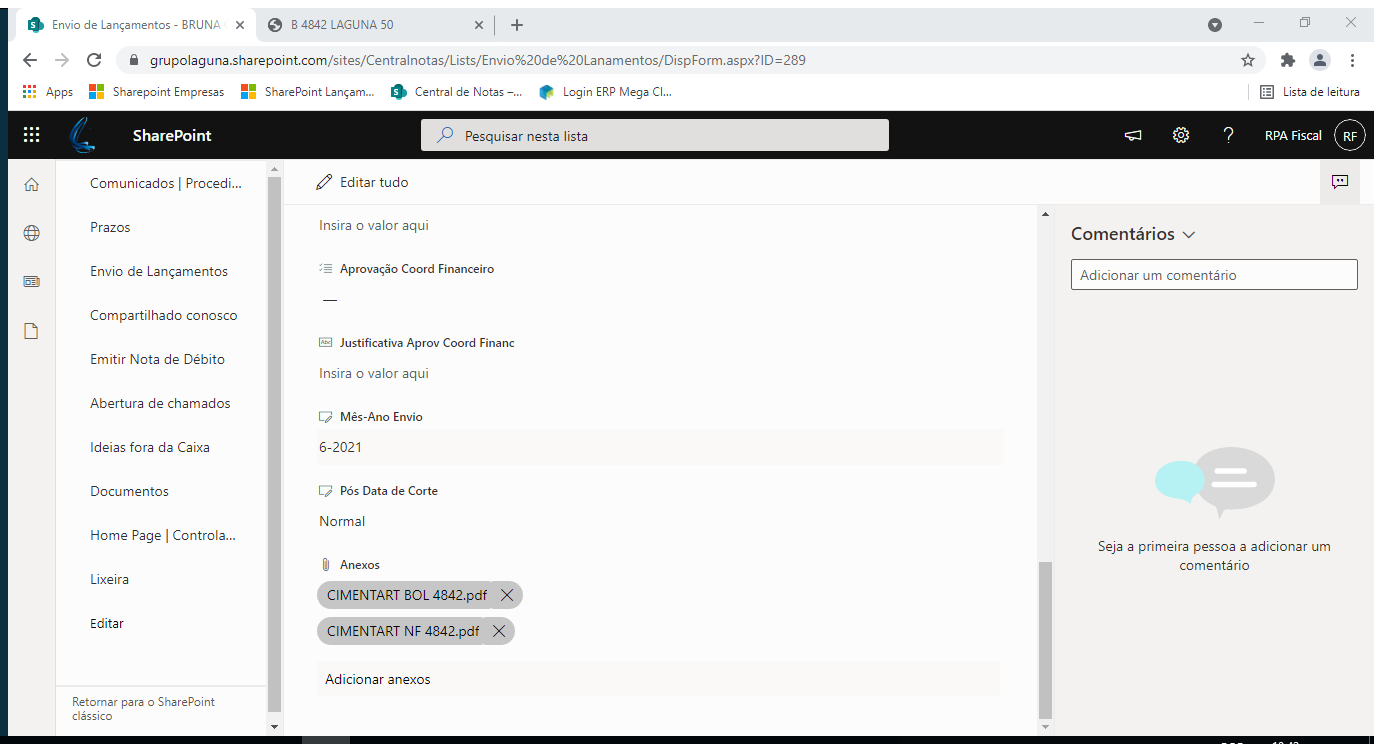 Envio de Lançamentos - BRUNA
B 4842 LAGUNA 50
grupolaguna.sharepoint.com/sites/Centralnotas/Lists/Envio%20de%20Lanamentos/DispForm.aspx?ID=289
Apps
Sharepoint Empresas
SharePoint Lançam...
Central de Notas –...
Login ERP Mega Cl...
Lista de leitura
SharePoint
Pesquisar nesta lista
RPA Fiscal
RF
Comunicados | Procedi...
Prazos
Envio de Lançamentos
Compartilhado conosco
Emitir Nota de Débito
Abertura de chamados
Ideias fora da Caixa
Documentos
Home Page | Controla...
Lixeira
Editar
Retornar para o SharePoint
clássico
Editar tudo
Insira o valor aqui
Aprovação Coord Financeiro
—
Justificativa Aprov Coord Financ
Insira o valor aqui
Mês-Ano Envio
6-2021
Pós Data de Corte
Normal
Anexos
CIMENTART BOL 4842.pdf
CIMENTART NF 4842.pdf
Adicionar anexos
Comentários
Adicionar um comentário
Seja a primeira pessoa a adicionar um
comentário